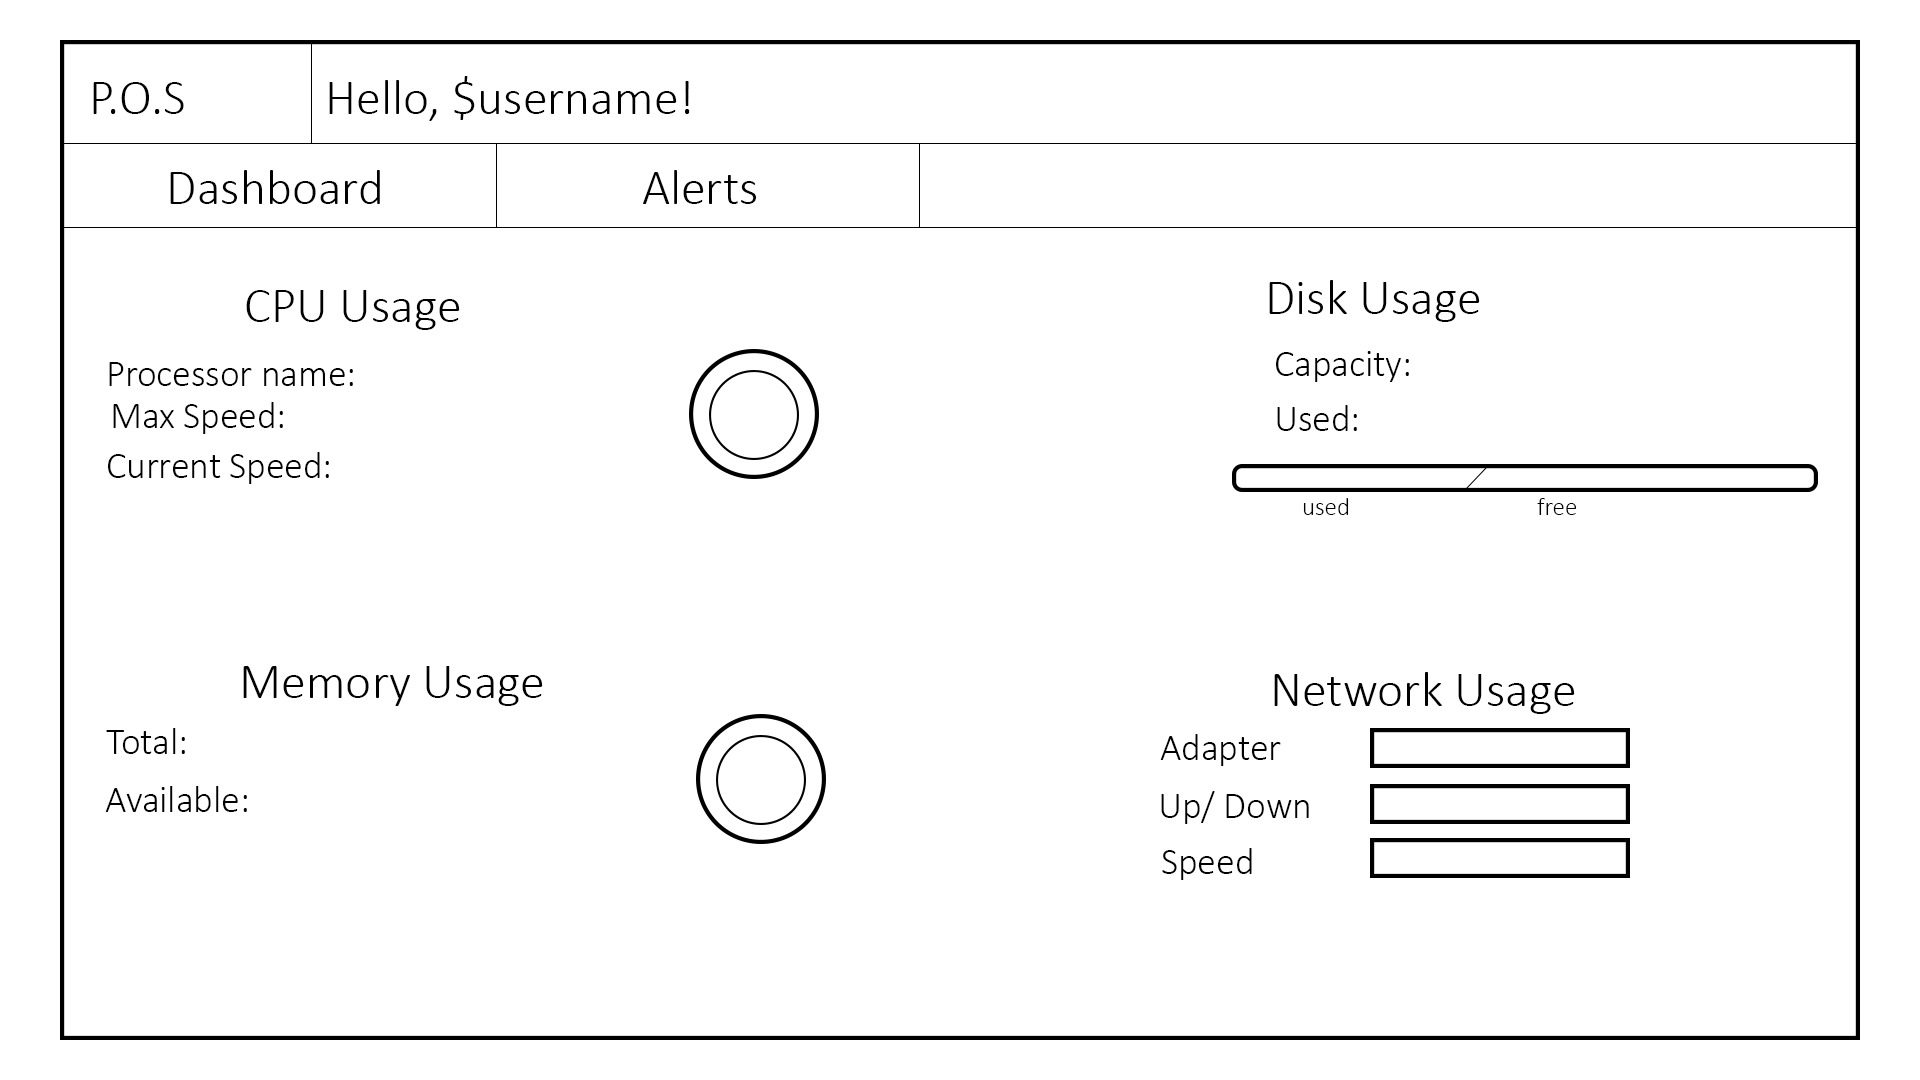 P.O.S
Hello, $username!
Dashboard
Alerts
CPU Usage
Processor name:
Max Speed:
Current Speed:
Disk Usage
Capacity:
Used:
used
free
Memory Usage
Total:
Available:
Network Usage
Adapter
Up/ Down
Speed